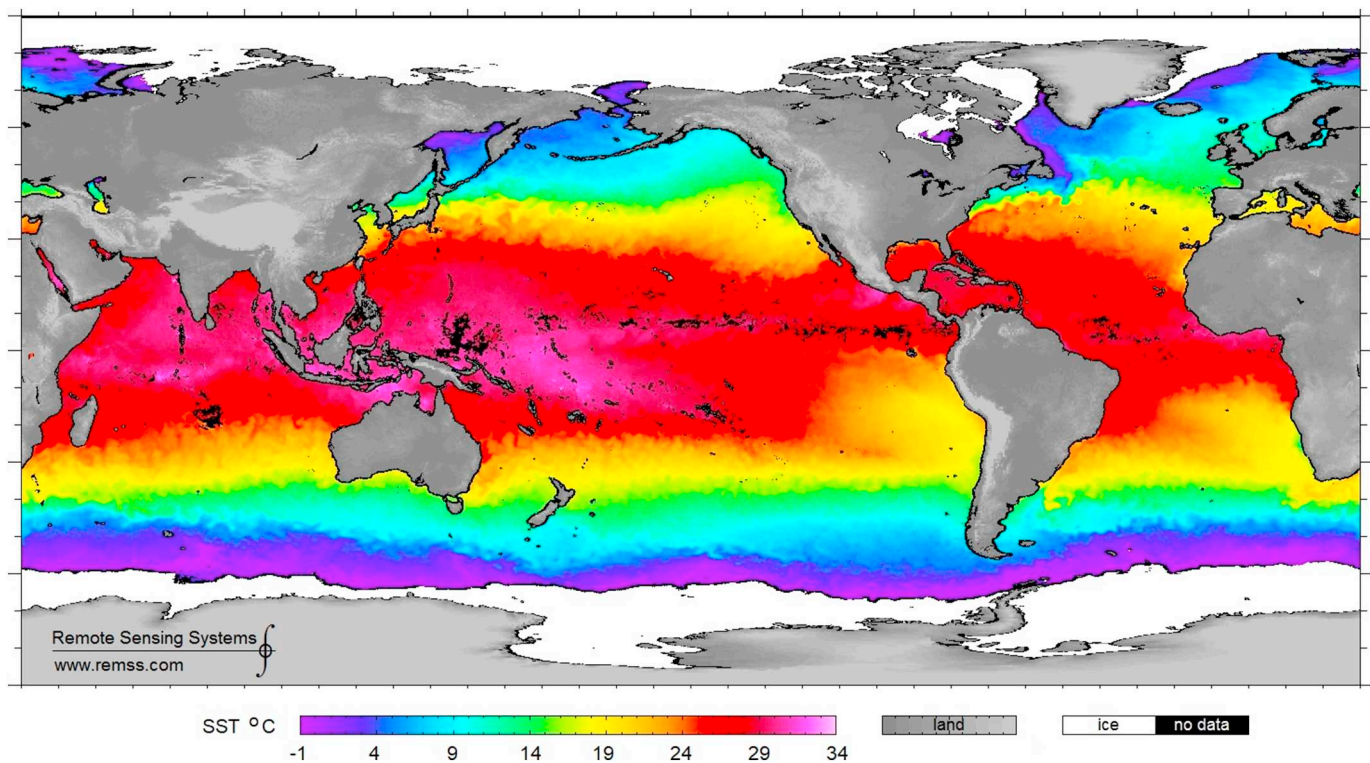 Remote Sensing Systems
www.remss.com
SST °C
-1 4 9 14 19 24 29 34
land
ice
no data